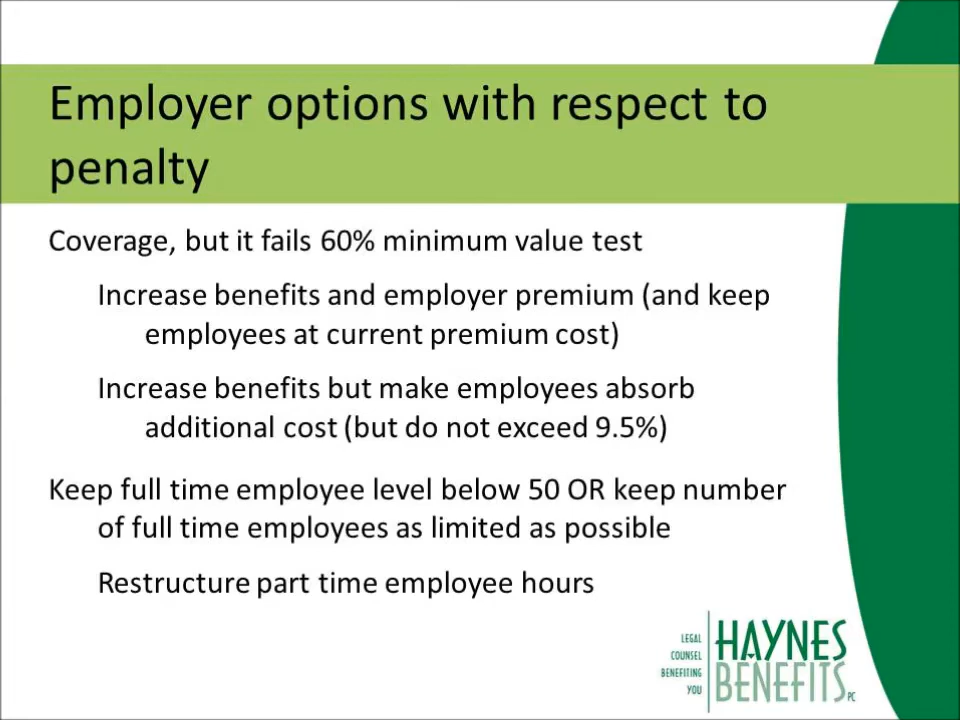 Employer options with respect to
penalty
Coverage, but it fails 60% minimum value test
Increase benefits and employer premium (and keep
employees at current premium cost)
Increase benefits but make employees absorb
additional cost (but do not exceed 9.5%)
Keep full time employee level below 50 OR keep number
of full time employees as limited as possible
Restructure part time employee hours
LEGAL
COUNSEL
BENEFITING
YOU
HAYNES
BENEFITS PC